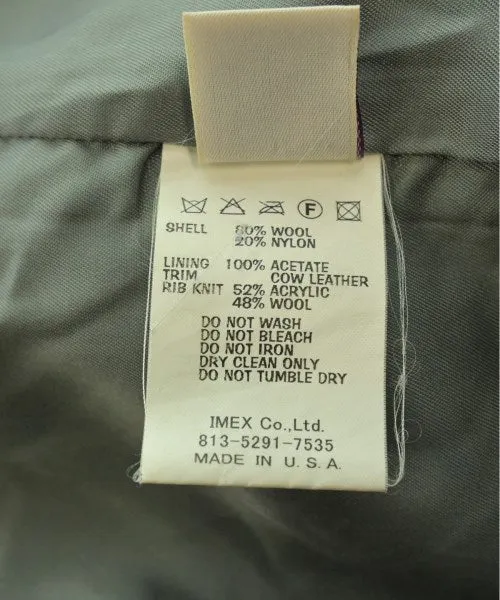 F
SHELL 80% WOOL
20% NYLON
LINING 100% ACETATE
TRIM COW LEATHER
RIB KNIT 52% ACRYLIC
48% WOOL
DO NOT WASH
DO NOT BLEACH
DO NOT IRON
DRY CLEAN ONLY
DO NOT TUMBLE DRY
IMEX Co.,Ltd.
813-5291-7535
MADE IN U.S.A.